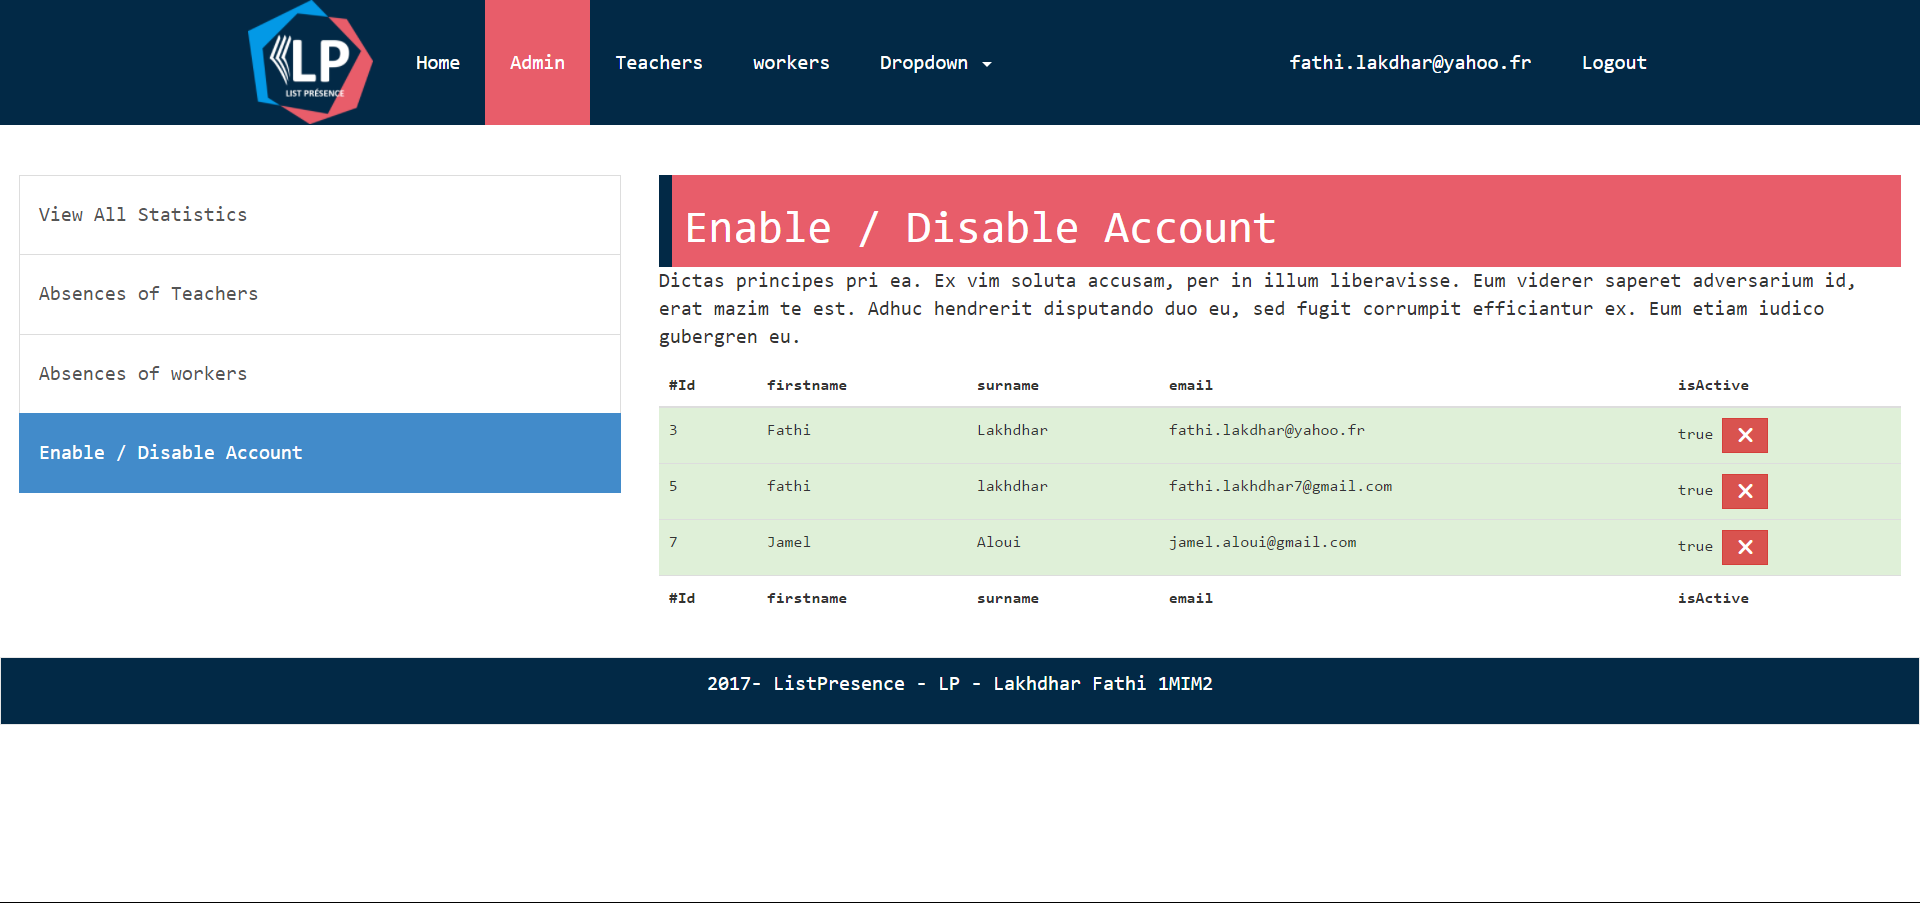 LP
LIST PRÉSENCE
Home Admin Teachers workers Dropdown fathi.lakdhar@yahoo.fr Logout
View All Statistics
Absences of Teachers
Absences of workers
Enable / Disable Account
Enable / Disable Account
Dictas principes pri ea. Ex vim soluta accusam, per in illum liberavisse. Eum viderer saperet adversarium id,
erat mazim te est. Adhuc hendrerit disputando duo eu, sed fugit corrumpit efficiantur ex. Eum etiam iudico
gubergren eu.
#Id firstname surname email isActive
3 Fathi Lakhdhar fathi.lakdhar@yahoo.fr true
5 fathi lakhdhar fathi.lakhdhar7@gmail.com true
7 Jamel Aloui jamel.aloui@gmail.com true
#Id firstname surname email isActive
2017- ListPresence - LP - Lakhdhar Fathi 1MIM2